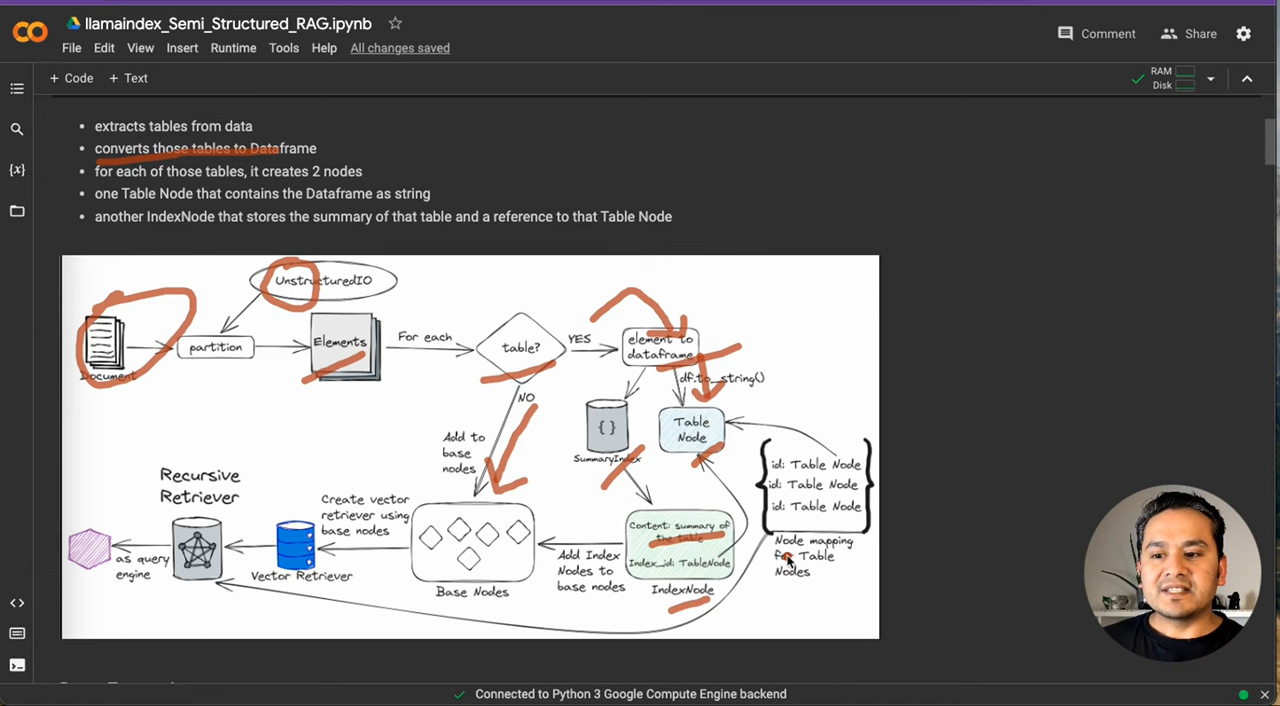 llamaindex_Semi_Structured_RAG.ipynb
File Edit View Insert Runtime Tools Help All changes saved
Comment Share
+ Code + Text
RAM
Disk
extracts tables from data
converts those tables to Dataframe
for each of those tables, it creates 2 nodes
one Table Node that contains the Dataframe as string
another IndexNode that stores the summary of that table and a reference to that Table Node
UnstructuredIO
Document
partition
Elements
For each
table?
YES
element to
dataframe
df.to_string()
NO
Add to
base
nodes
{ }
SummaryIndex
Table
Node
id: Table Node
id: Table Node
id: Table Node
Node mapping
for Table
Nodes
Recursive
Retriever
as query
engine
Vector Retriever
Create vector
retriever using
base nodes
Base Nodes
Add Index
Nodes to
base nodes
Content: summary of
the table
Index_id: TableNode
IndexNode
Connected to Python 3 Google Compute Engine backend